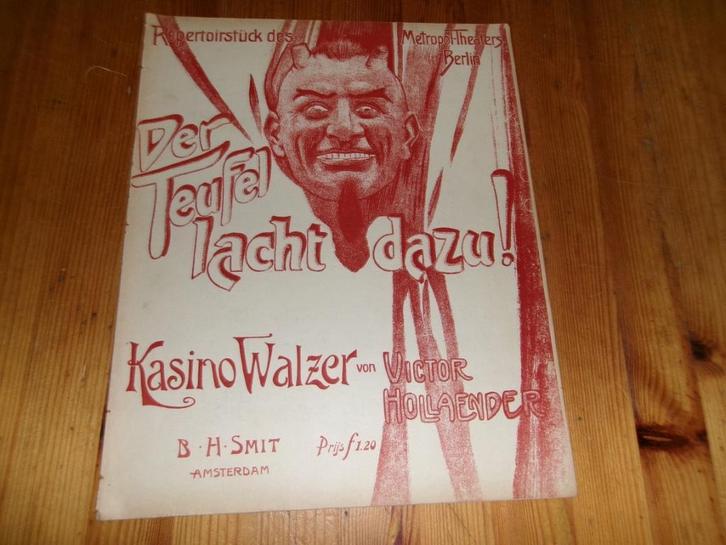 Repertoirstück des Metropol-Theaters
in Berlin
Der
Teufel
lacht dazu!
Kasino Walzer von VICTOR
HOLLAENDER
B. H. SMIT Prijs f 1.20
AMSTERDAM